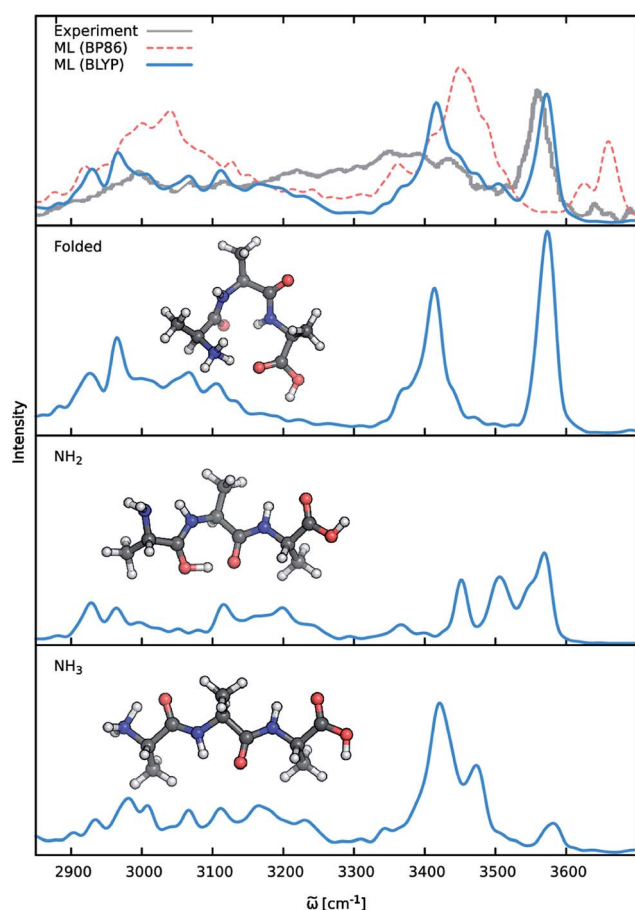 Experiment
ML (BP86)
ML (BLYP)
Folded
NH₂
NH₃
Intensity
2900 3000 3100 3200 3300 3400 3500 3600
ω̃ [cm⁻¹]